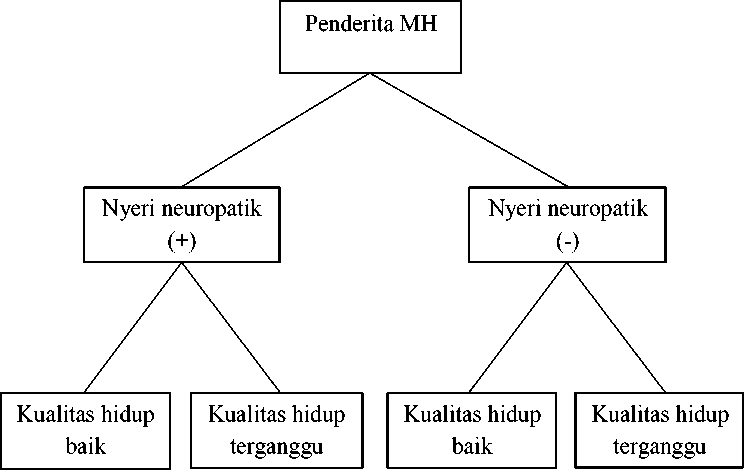 Penderita MH
Nyeri neuropatik
(+)
Nyeri neuropatik
(-)
Kualitas hidup
baik
Kualitas hidup
terganggu
Kualitas hidup
baik
Kualitas hidup
terganggu